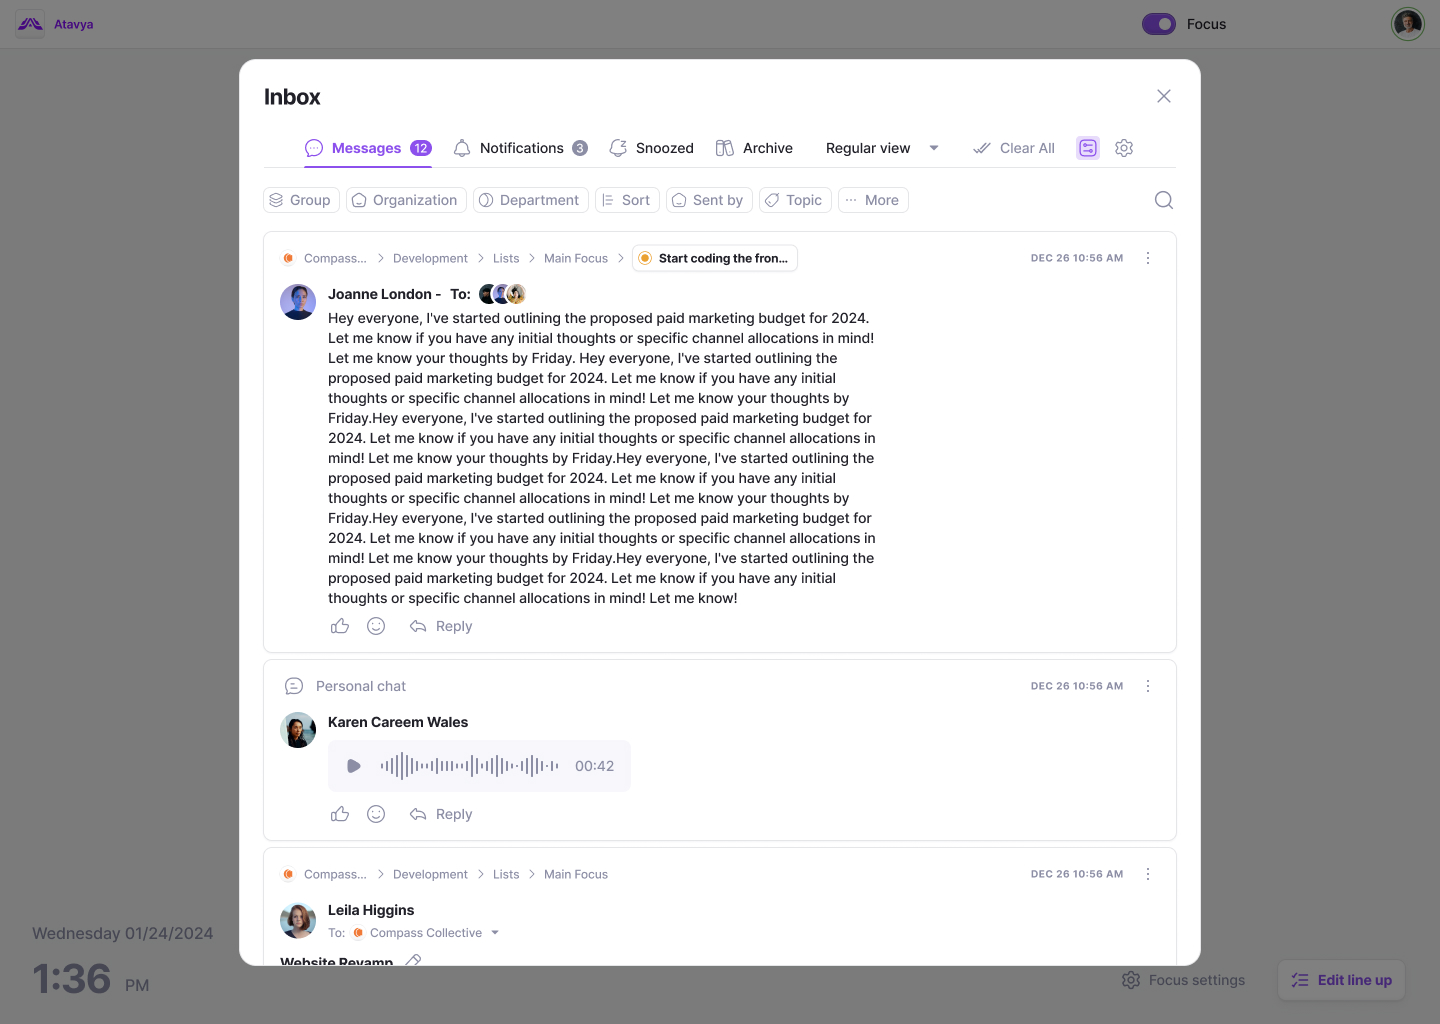 Atavya
Focus
Inbox
Messages 12 Notifications 3 Snoozed Archive Regular view Clear All
Group Organization Department Sort Sent by Topic ··· More
Compass... > Development > Lists > Main Focus > Start coding the fron... DEC 26 10:56 AM
Joanne London - To:
Hey everyone, I've started outlining the proposed paid marketing budget for 2024.
Let me know if you have any initial thoughts or specific channel allocations in mind!
Let me know your thoughts by Friday. Hey everyone, I've started outlining the
proposed paid marketing budget for 2024. Let me know if you have any initial
thoughts or specific channel allocations in mind! Let me know your thoughts by
Friday.Hey everyone, I've started outlining the proposed paid marketing budget for
2024. Let me know if you have any initial thoughts or specific channel allocations in
mind! Let me know your thoughts by Friday.Hey everyone, I've started outlining the
proposed paid marketing budget for 2024. Let me know if you have any initial
thoughts or specific channel allocations in mind! Let me know your thoughts by
Friday.Hey everyone, I've started outlining the proposed paid marketing budget for
2024. Let me know if you have any initial thoughts or specific channel allocations in
mind! Let me know your thoughts by Friday.Hey everyone, I've started outlining the
proposed paid marketing budget for 2024. Let me know if you have any initial
thoughts or specific channel allocations in mind! Let me know!
Reply
Personal chat DEC 26 10:56 AM
Karen Careem Wales
00:42
Reply
Compass... > Development > Lists > Main Focus DEC 26 10:56 AM
Leila Higgins
To: Compass Collective
Website Revamp
Wednesday 01/24/2024
1:36 PM
Focus settings
Edit line up